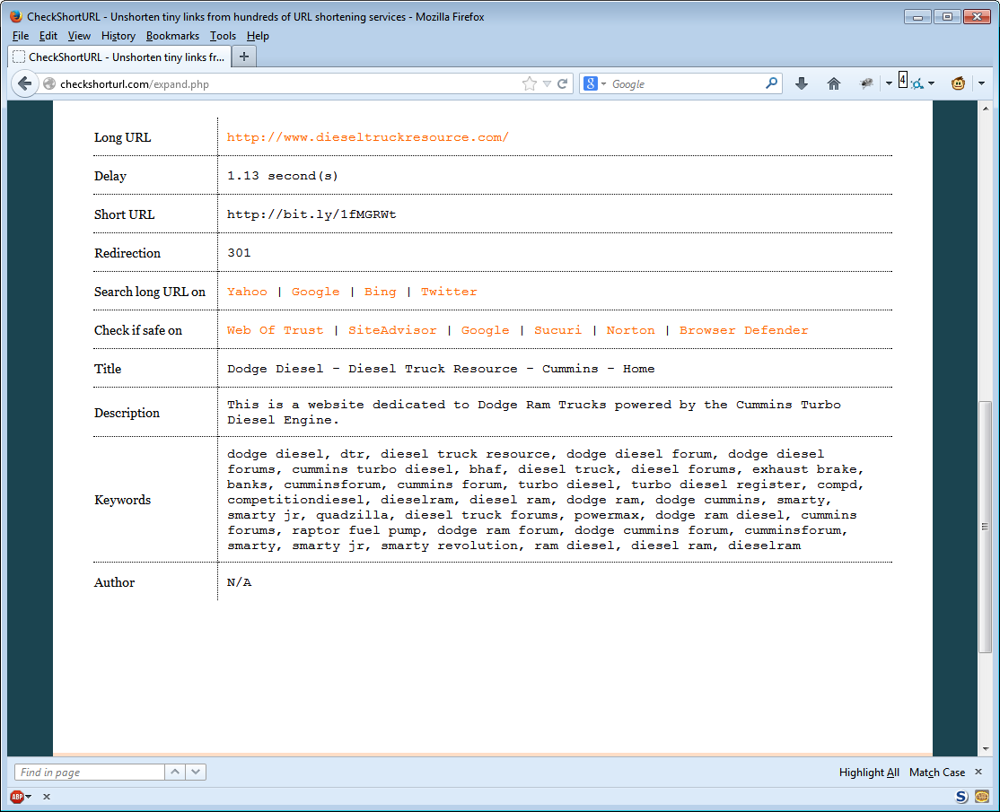 CheckShortURL - Unshorten tiny links from hundreds of URL shortening services - Mozilla Firefox
File Edit View History Bookmarks Tools Help
CheckShortURL - Unshorten tiny links fr...
checkshorturl.com/expand.php
8 Google
4
Long URL http://www.dieseltruckresource.com/
Delay 1.13 second(s)
Short URL http://bit.ly/1fMGRWt
Redirection 301
Search long URL on Yahoo | Google | Bing | Twitter
Check if safe on Web Of Trust | SiteAdvisor | Google | Sucuri | Norton | Browser Defender
Title Dodge Diesel - Diesel Truck Resource - Cummins - Home
Description This is a website dedicated to Dodge Ram Trucks powered by the Cummins Turbo
Diesel Engine.
Keywords dodge diesel, dtr, diesel truck resource, dodge diesel forum, dodge diesel
forums, cummins turbo diesel, bhaf, diesel truck, diesel forums, exhaust brake,
banks, cumminsforum, cummins forum, turbo diesel, turbo diesel register, compd,
competitiondiesel, dieselram, diesel ram, dodge ram, dodge cummins, smarty,
smarty jr, quadzilla, diesel truck forums, powermax, dodge ram diesel, cummins
forums, raptor fuel pump, dodge ram forum, dodge cummins forum, cumminsforum,
smarty, smarty jr, smarty revolution, ram diesel, diesel ram, dieselram
Author N/A
Find in page Highlight All Match Case
ABP S